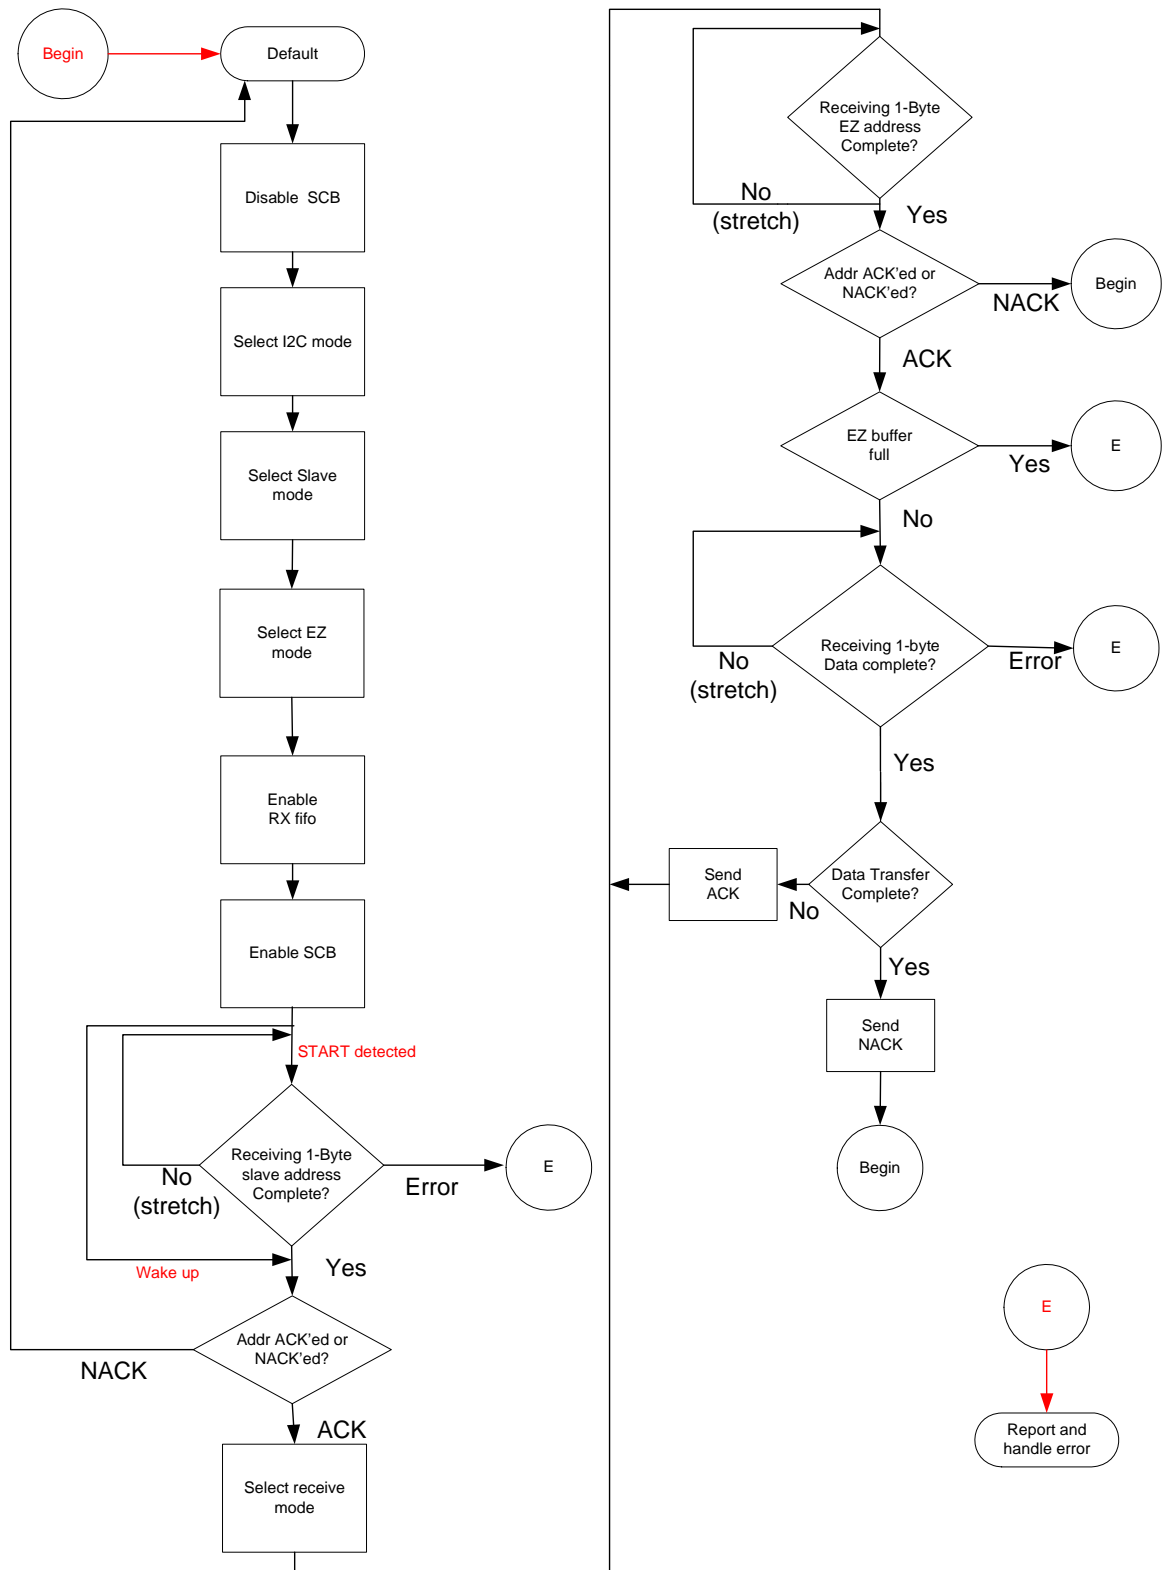 Begin
Default
Disable SCB
Select I2C mode
Select Slave
mode
Select EZ
mode
Enable
RX fifo
Enable SCB
START detected
Receiving 1-Byte
slave address
Complete?
No
(stretch)
Error
E
Wake up
Yes
Addr ACK'ed or
NACK'ed?
NACK
ACK
Select receive
mode
Receiving 1-Byte
EZ address
Complete?
No
(stretch)
Yes
Addr ACK'ed or
NACK'ed?
NACK
Begin
ACK
EZ buffer
full
Yes
E
No
Receiving 1-byte
Data complete?
No
(stretch)
Error
E
Yes
Data Transfer
Complete?
No
Send
ACK
Yes
Send
NACK
Begin
E
Report and
handle error